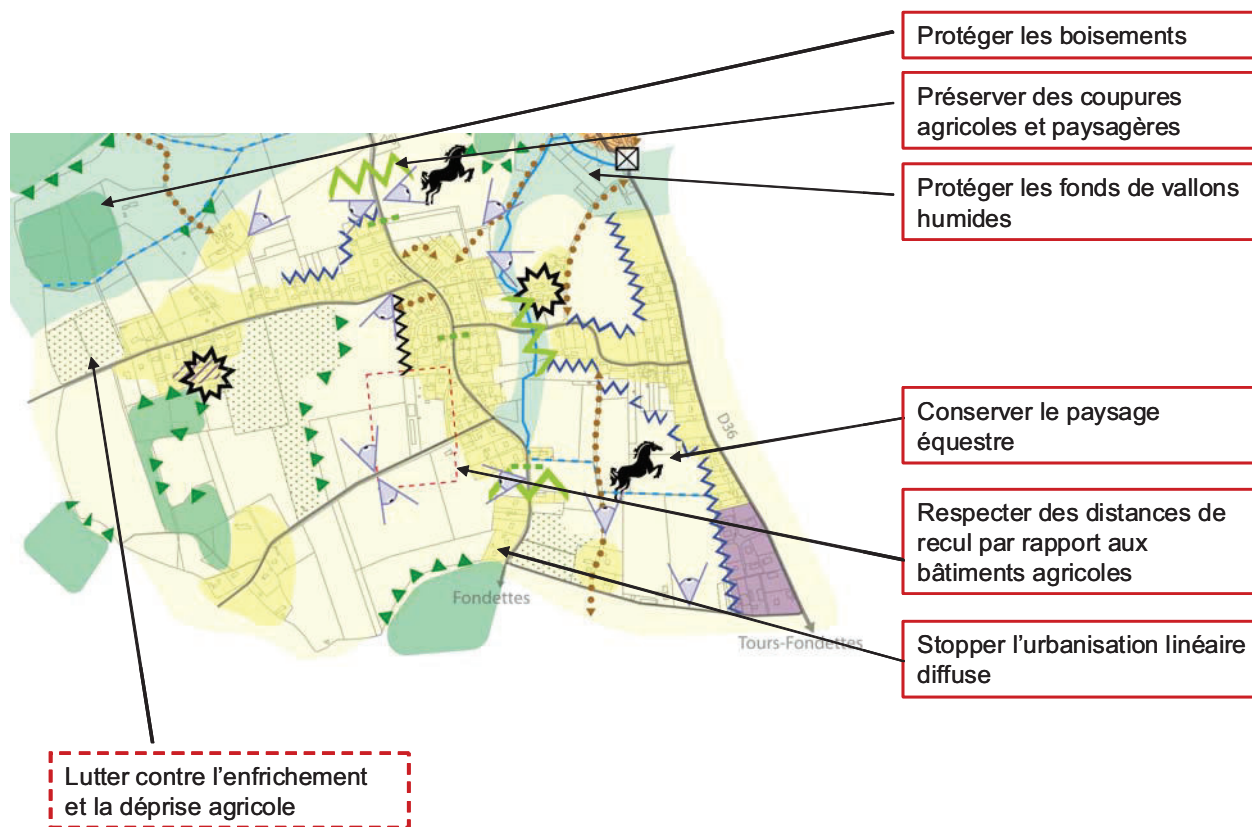 Protéger les boisements
Préserver des coupures
agricoles et paysagères
Protéger les fonds de vallons
humides
D36
Conserver le paysage
équestre
Respecter des distances de
recul par rapport aux
bâtiments agricoles
Fondettes
Tours-Fondettes
Stopper l’urbanisation linéaire
diffuse
Lutter contre l’enfrichement
et la déprise agricole